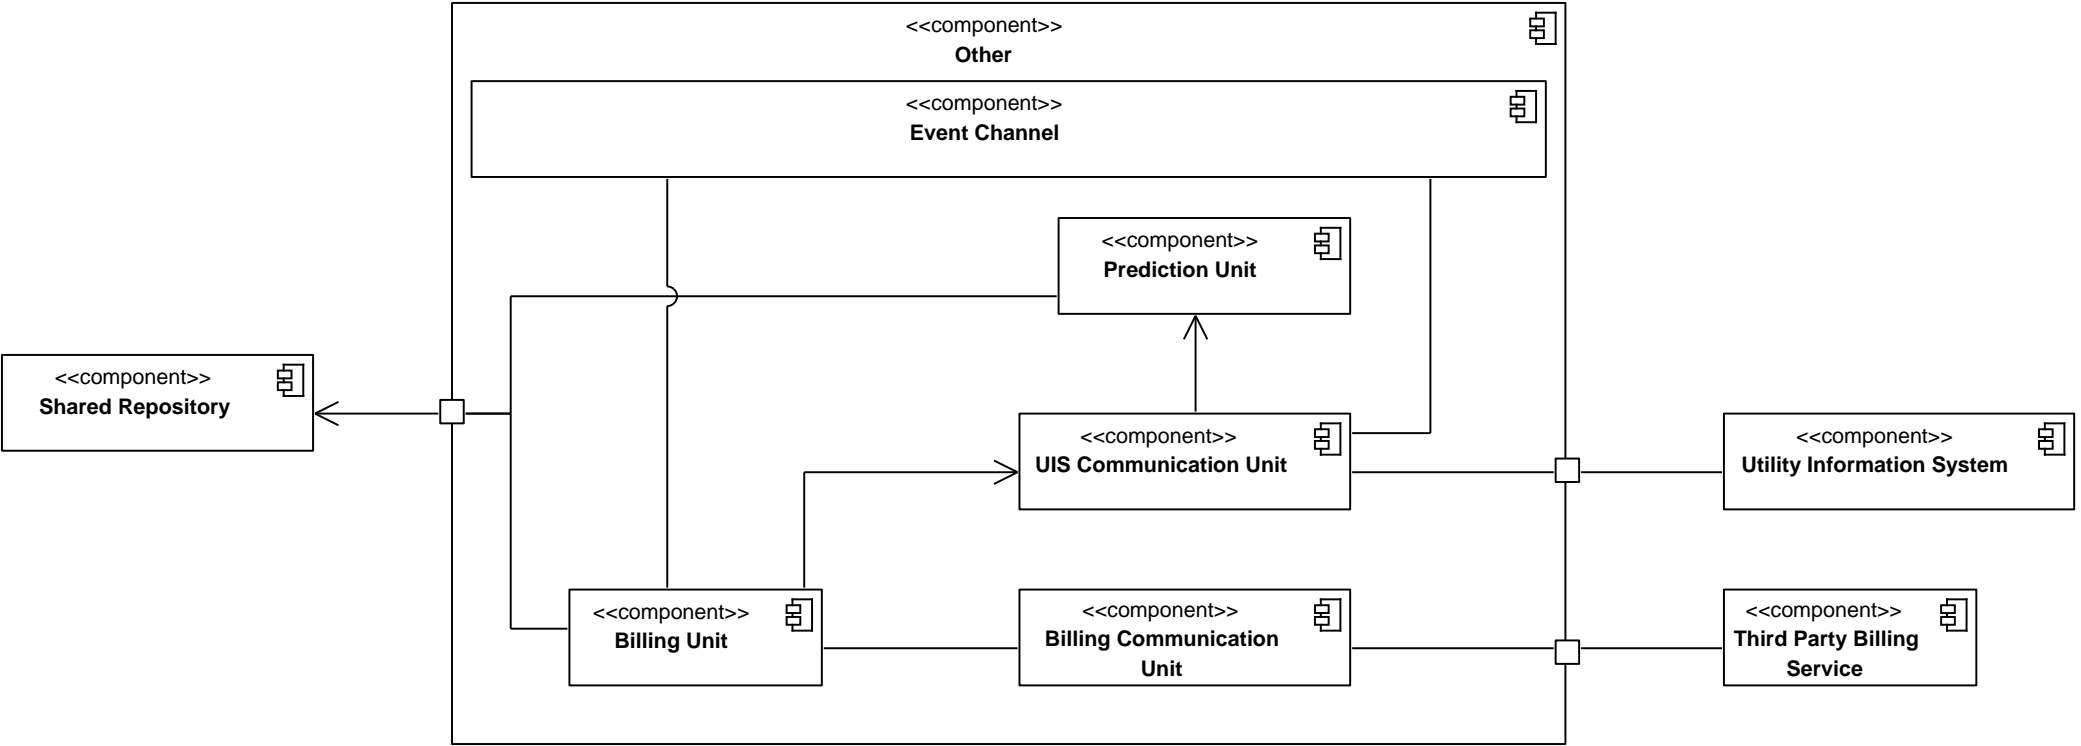 <<component>>
Other
<<component>>
Event Channel
<<component>>
Prediction Unit
<<component>>
Shared Repository
<<component>>
UIS Communication Unit
<<component>>
Utility Information System
<<component>>
Billing Unit
<<component>>
Billing Communication
Unit
<<component>>
Third Party Billing
Service